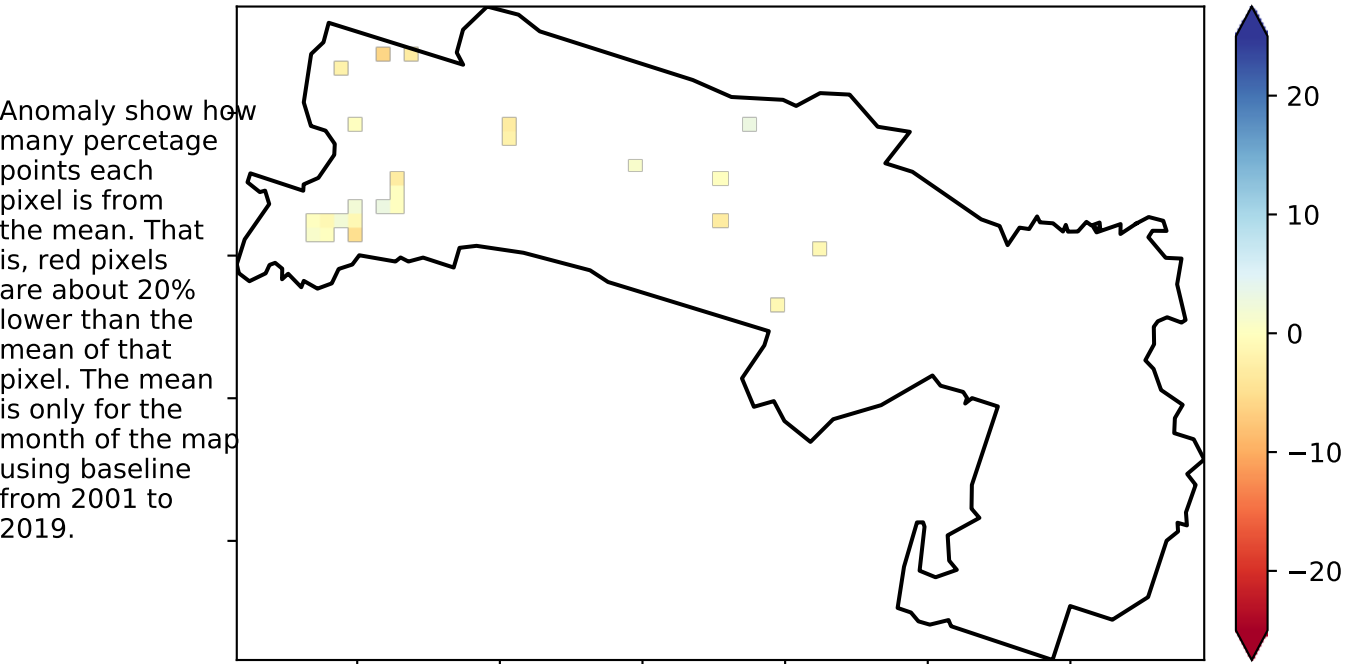 Anomaly show how
many percetage
points each
pixel is from
the mean. That
is, red pixels
are about 20%
lower than the
mean of that
pixel. The mean
is only for the
month of the map
using baseline
from 2001 to
2019.
20
10
0
−10
−20